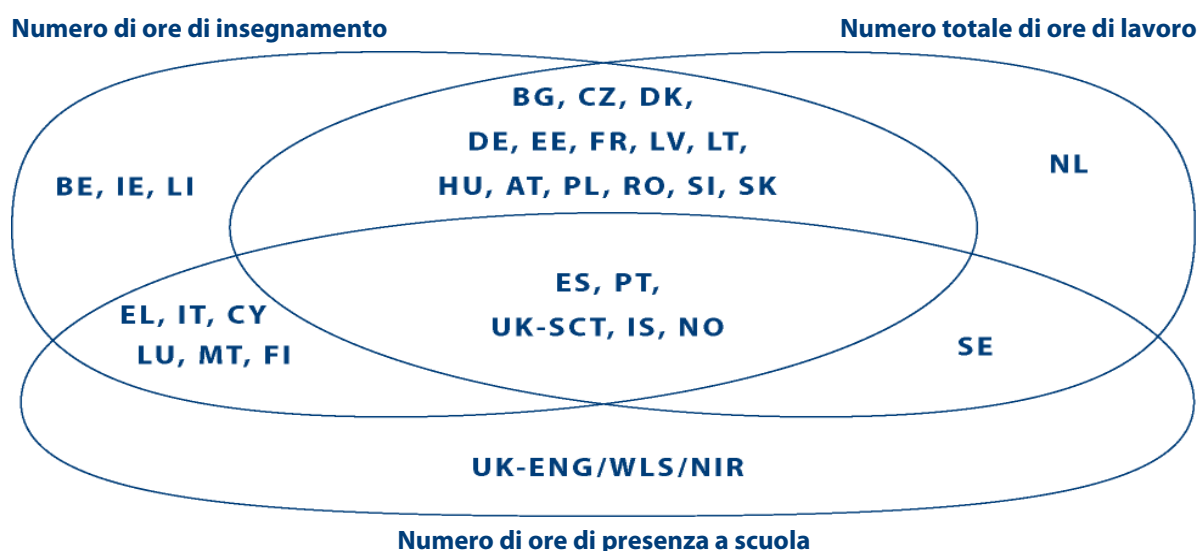 Numero di ore di insegnamento
Numero totale di ore di lavoro
BG, CZ, DK,
DE, EE, FR, LV, LT,
HU, AT, PL, RO, SI, SK
NL
BE, IE, LI
ES, PT,
UK-SCT, IS, NO
EL, IT, CY
LU, MT, FI
SE
UK-ENG/WLS/NIR
Numero di ore di presenza a scuola